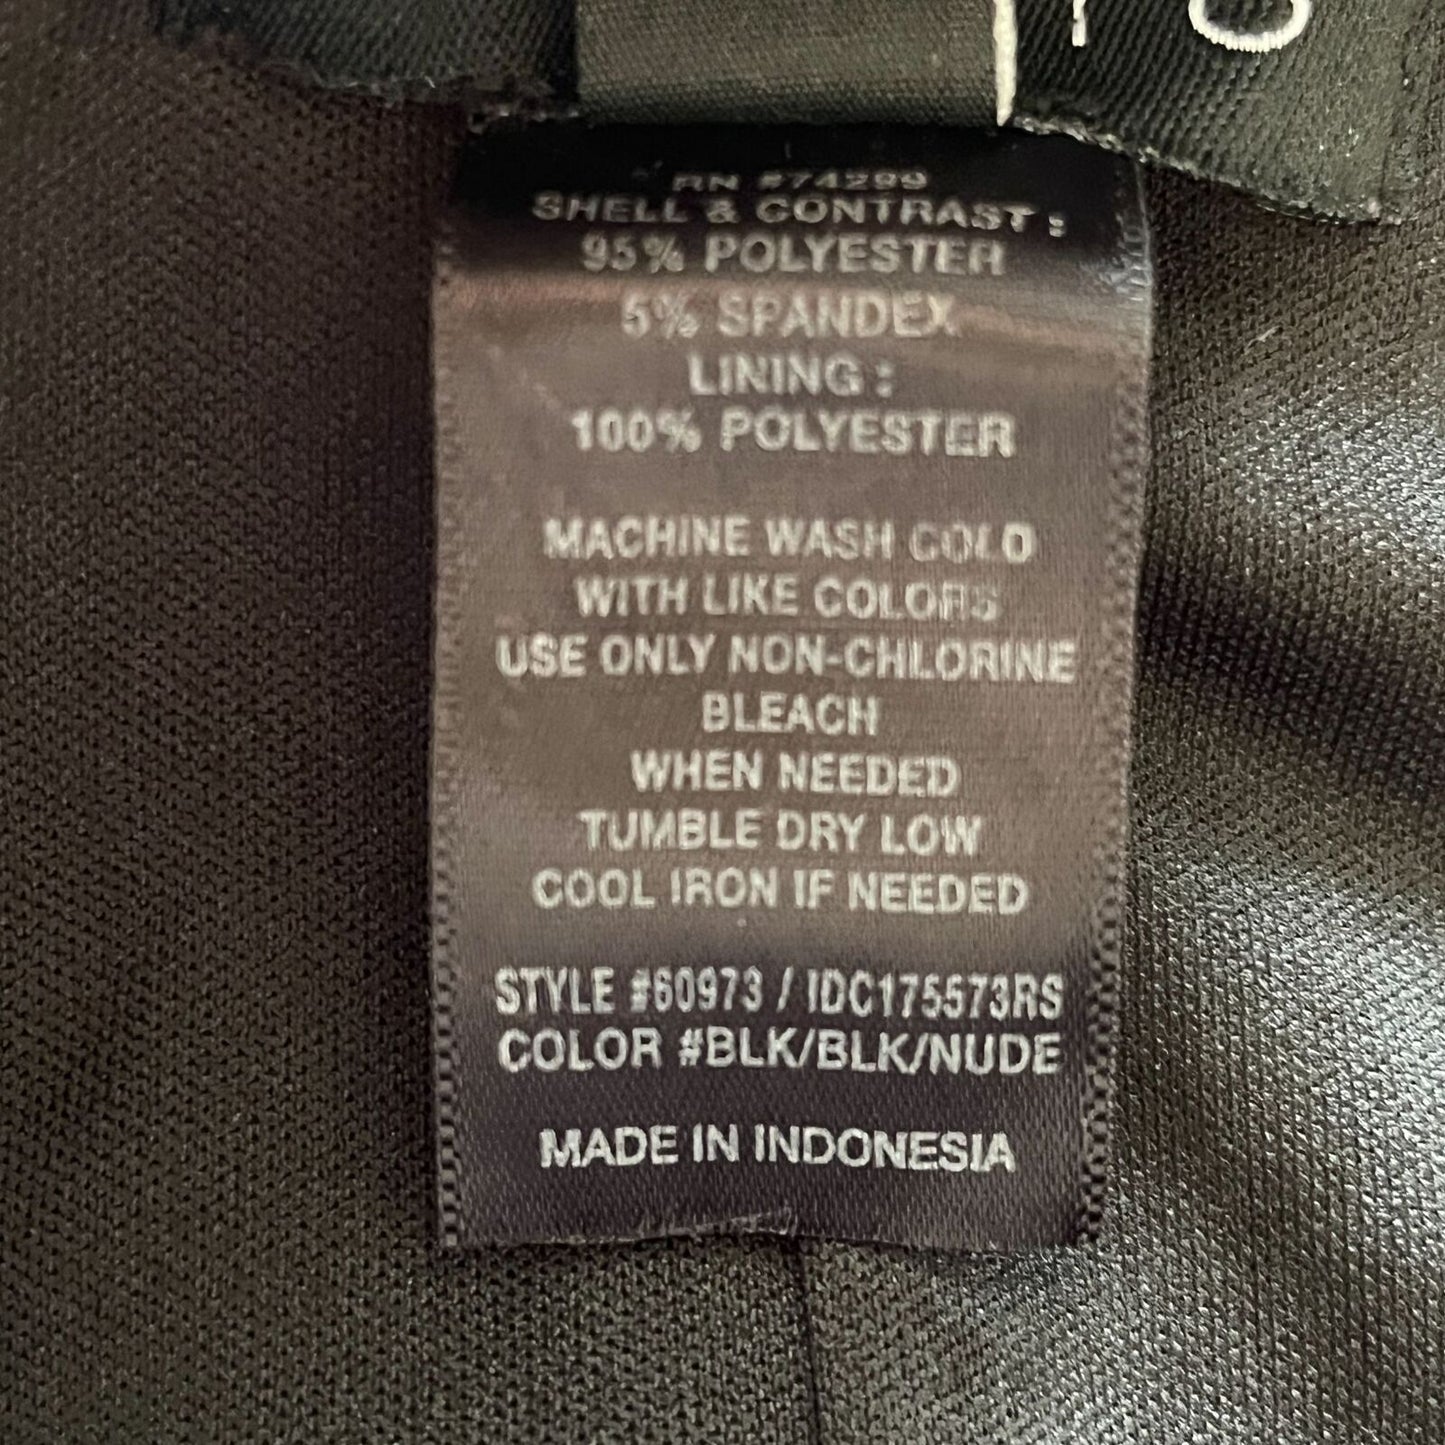 RN #74299
SHELL & CONTRAST :
95% POLYESTER
5% SPANDEX
LINING :
100% POLYESTER
MACHINE WASH COLD
WITH LIKE COLORS
USE ONLY NON-CHLORINE
BLEACH
WHEN NEEDED
TUMBLE DRY LOW
COOL IRON IF NEEDED
STYLE #60973 / IDC175573RS
COLOR #BLK/BLK/NUDE
MADE IN INDONESIA